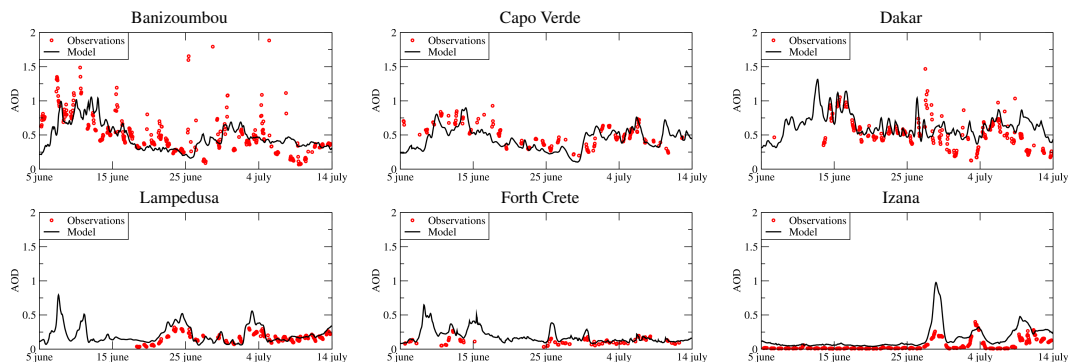 Banizoumbou
Capo Verde
Dakar
2
1.5
1
0.5
0
AOD
Observations
Model
5 june
15 june
25 june
4 july
14 july
2
1.5
1
0.5
0
AOD
Observations
Model
5 june
15 june
25 june
4 july
14 july
2
1.5
1
0.5
0
AOD
Observations
Model
5 june
15 june
25 june
4 july
14 july
Lampedusa
Forth Crete
Izana
2
1.5
1
0.5
0
AOD
Observations
Model
5 june
15 june
25 june
4 july
14 july
2
1.5
1
0.5
0
AOD
Observations
Model
5 june
15 june
25 june
4 july
14 july
2
1.5
1
0.5
0
AOD
Observations
Model
5 june
15 june
25 june
4 july
14 july